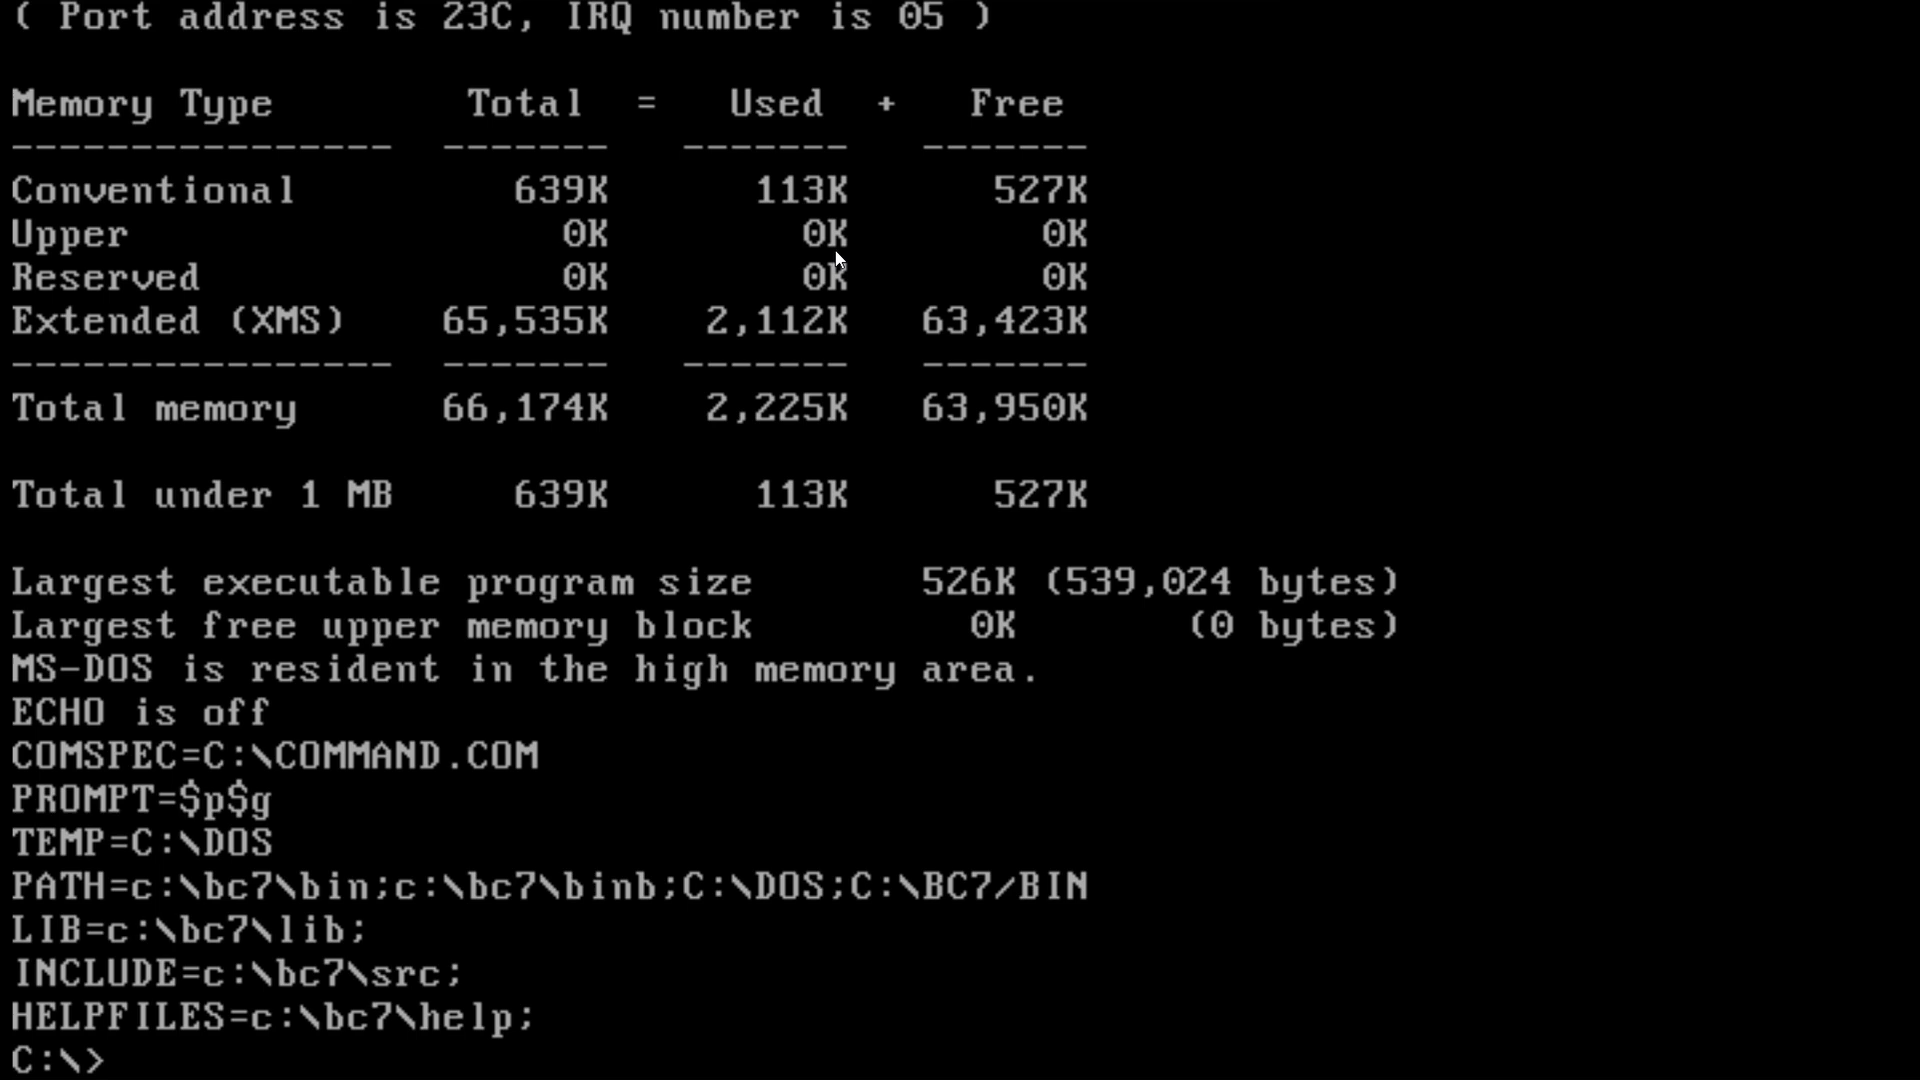 ( Port address is 23C, IRQ number is 05 )
Memory Type        Total  =   Used  +   Free
----------------  -------   -------   -------
Conventional         639K      113K      527K
Upper                  0K        0K        0K
Reserved               0K        0K        0K
Extended (XMS)    65,535K    2,112K   63,423K
----------------  -------   -------   -------
Total memory      66,174K    2,225K   63,950K
Total under 1 MB     639K      113K      527K
Largest executable program size       526K (539,024 bytes)
Largest free upper memory block         0K       (0 bytes)
MS-DOS is resident in the high memory area.
ECHO is off
COMSPEC=C:\COMMAND.COM
PROMPT=$p$g
TEMP=C:\DOS
PATH=c:\bc7\bin;c:\bc7\binb;C:\DOS;C:\BC7/BIN
LIB=c:\bc7\lib;
INCLUDE=c:\bc7\src;
HELPFILES=c:\bc7\help;
C:\>